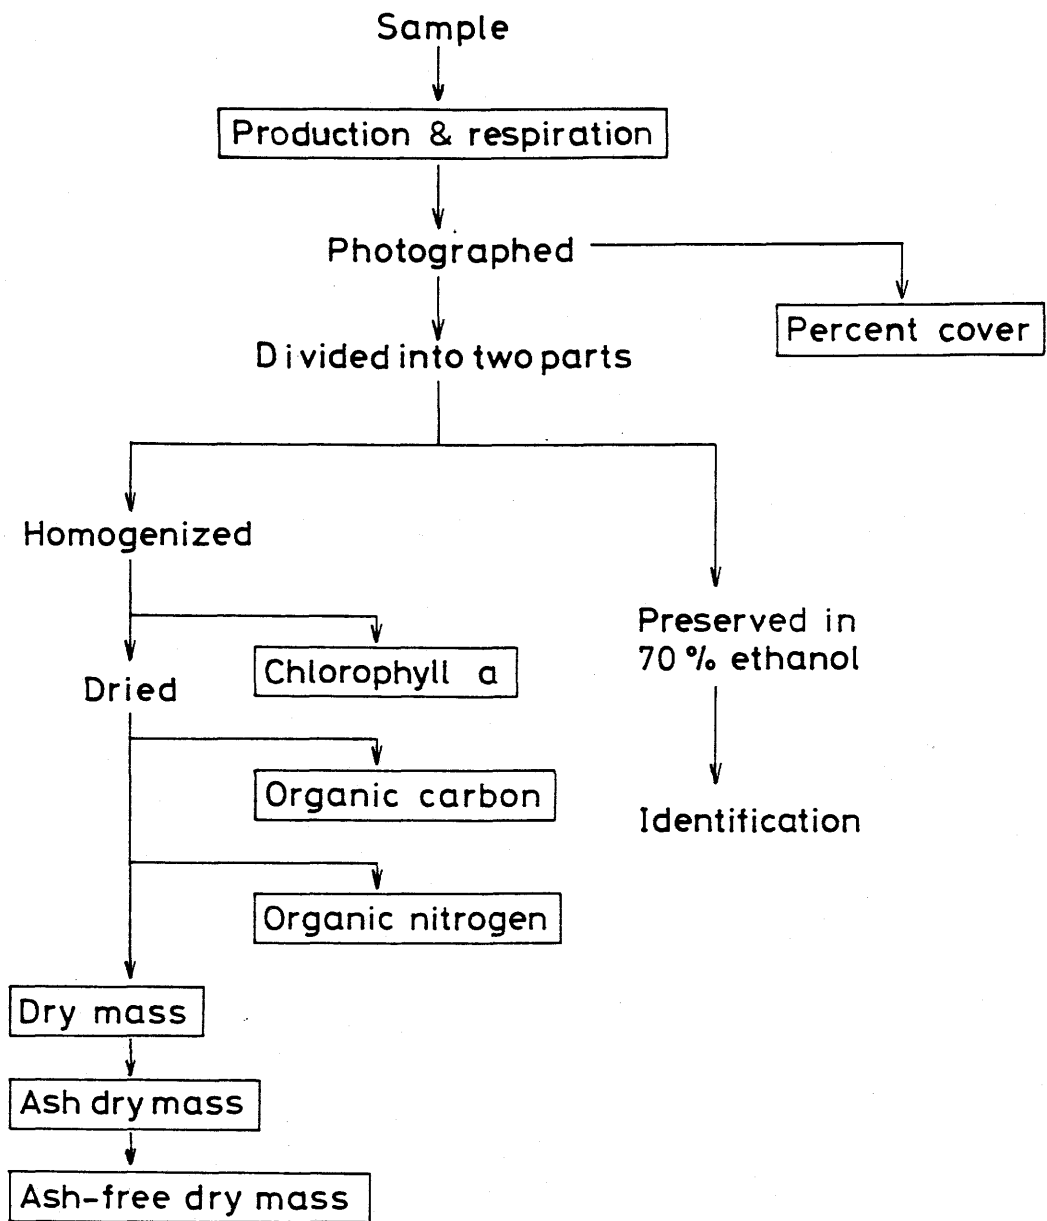 Sample
Production & respiration
Photographed
Percent cover
Divided into two parts
Homogenized
Preserved in
70 % ethanol
Chlorophyll a
Dried
Organic carbon
Identification
Organic nitrogen
Dry mass
Ash dry mass
Ash-free dry mass